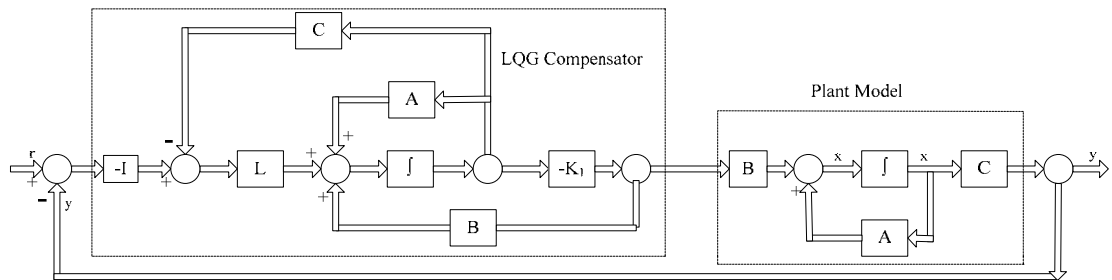 C
LQG Compensator
A
Plant Model
r
+
-I
-
+
L
+
+
+
∫
-K₁
B
B
+
x
∫
x
C
y
A
-
y